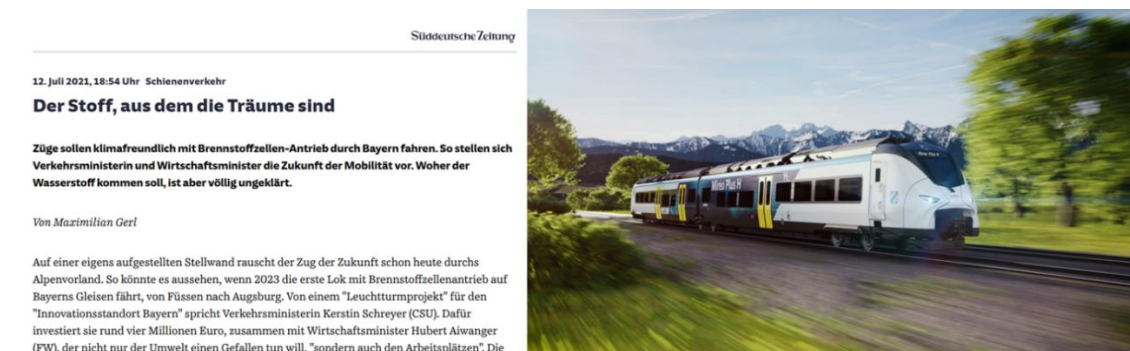 Süddeutsche Zeitung
12. Juli 2021, 18:54 Uhr Schienenverkehr
Der Stoff, aus dem die Träume sind
Züge sollen klimafreundlich mit Brennstoffzellen-Antrieb durch Bayern fahren. So stellen sich
Verkehrsministerin und Wirtschaftsminister die Zukunft der Mobilität vor. Woher der
Wasserstoff kommen soll, ist aber völlig ungeklärt.
Von Maximilian Gerl
Auf einer eigens aufgestellten Stellwand rauscht der Zug der Zukunft schon heute durchs
Alpenvorland. So könnte es aussehen, wenn 2023 die erste Lok mit Brennstoffzellenantrieb auf
Bayerns Gleisen fährt, von Füssen nach Augsburg. Von einem "Leuchtturmprojekt" für den
"Innovationsstandort Bayern" spricht Verkehrsministerin Kerstin Schreyer (CSU). Dafür
investiert sie rund vier Millionen Euro, zusammen mit Wirtschaftsminister Hubert Aiwanger
(FW), der nicht nur der Umwelt einen Gefallen tun will, "sondern auch den Arbeitsplätzen". Die
Mireo Plus H
H₂
Mireo Plus H